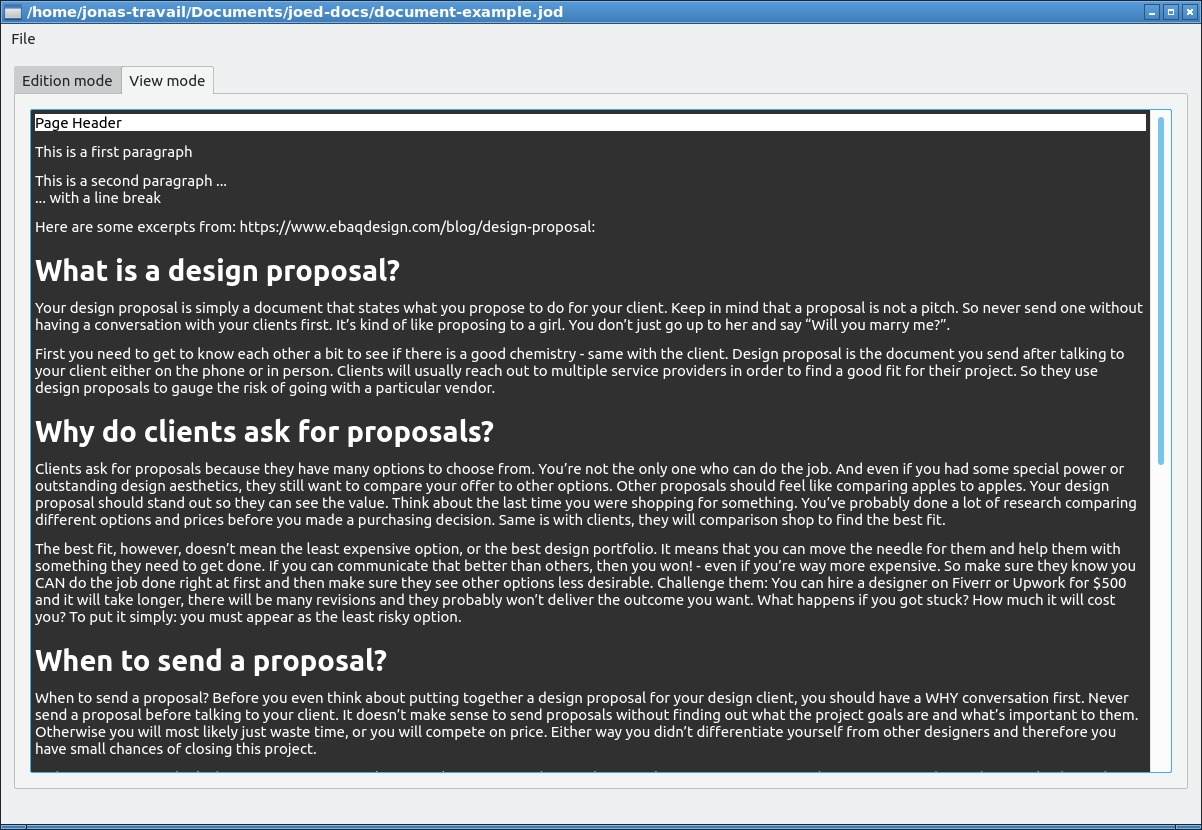 /home/jonas-travail/Documents/joed-docs/document-example.jod
File
Edition mode
View mode
Page Header
This is a first paragraph
This is a second paragraph ...
... with a line break
Here are some excerpts from: https://www.ebaqdesign.com/blog/design-proposal:
What is a design proposal?
Your design proposal is simply a document that states what you propose to do for your client. Keep in mind that a proposal is not a pitch. So never send one without
having a conversation with your clients first. It’s kind of like proposing to a girl. You don’t just go up to her and say “Will you marry me?”.
First you need to get to know each other a bit to see if there is a good chemistry - same with the client. Design proposal is the document you send after talking to
your client either on the phone or in person. Clients will usually reach out to multiple service providers in order to find a good fit for their project. So they use
design proposals to gauge the risk of going with a particular vendor.
Why do clients ask for proposals?
Clients ask for proposals because they have many options to choose from. You’re not the only one who can do the job. And even if you had some special power or
outstanding design aesthetics, they still want to compare your offer to other options. Other proposals should feel like comparing apples to apples. Your design
proposal should stand out so they can see the value. Think about the last time you were shopping for something. You’ve probably done a lot of research comparing
different options and prices before you made a purchasing decision. Same is with clients, they will comparison shop to find the best fit.
The best fit, however, doesn’t mean the least expensive option, or the best design portfolio. It means that you can move the needle for them and help them with
something they need to get done. If you can communicate that better than others, then you won! - even if you’re way more expensive. So make sure they know you
CAN do the job done right at first and then make sure they see other options less desirable. Challenge them: You can hire a designer on Fiverr or Upwork for $500
and it will take longer, there will be many revisions and they probably won’t deliver the outcome you want. What happens if you got stuck? How much it will cost
you? To put it simply: you must appear as the least risky option.
When to send a proposal?
When to send a proposal? Before you even think about putting together a design proposal for your design client, you should have a WHY conversation first. Never
send a proposal before talking to your client. It doesn’t make sense to send proposals without finding out what the project goals are and what’s important to them.
Otherwise you will most likely just waste time, or you will compete on price. Either way you didn’t differentiate yourself from other designers and therefore you
have small chances of closing this project.